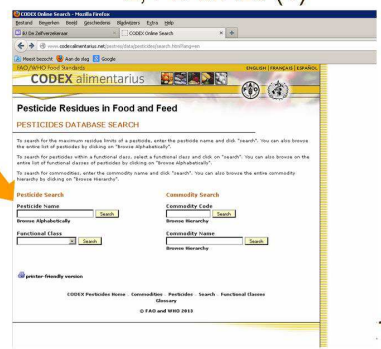 CODEX Online Search - Mozilla Firefox
Bestand Bewerken Beeld Geschiedenis Bladwijzers Extra Help
CODEX Online Search
www.codexalimentarius.net/pestres/data/pesticides/search.html?lang=en
Meest bezocht Aan de slag Google
FAO/WHO Food Standards
ENGLISH | FRANÇAIS | ESPAÑOL
CODEX alimentarius
Pesticide Residues in Food and Feed
PESTICIDES DATABASE SEARCH
To search for the maximum residue limits of a pesticide, enter the pesticide name and click "search". You can also browse
the entire list of pesticides by clicking on "Browse Alphabetically".
To search for pesticides within a functional class, select a functional class and click on "search". You can also browse the
entire list of functional classes of pesticides by clicking on "Browse Hierarchy".
To search for commodities, enter the commodity name and click "search". You can also browse the entire commodity
hierarchy by clicking on "Browse Hierarchy".
Pesticide Search
Commodity Search
Pesticide Name
Commodity Code
Search
Search
Browse Alphabetically
Browse Hierarchy
Functional Class
Commodity Name
Search
Search
Browse Hierarchy
printer-friendly version
CODEX Pesticides Home - Commodities - Pesticides - Search - Functional Classes
Glossary
© FAO and WHO 2013